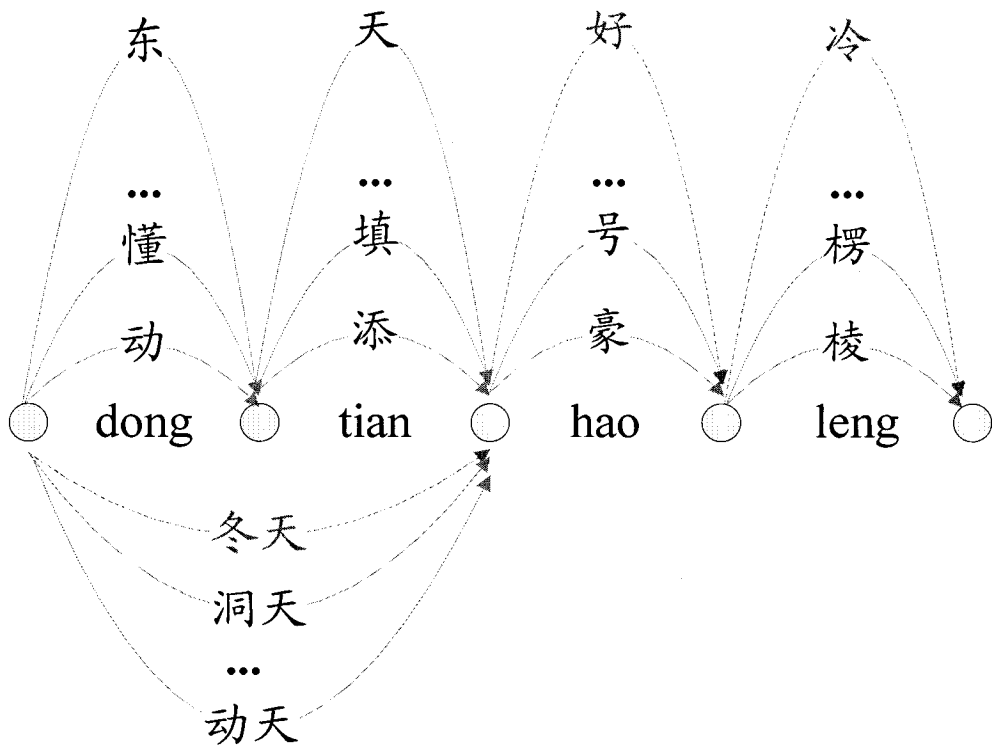 东 天 好 冷
... ... ... ...
懂 填 号 楞
动 添 豪 棱
dong tian hao leng
冬天
洞天
...
动天